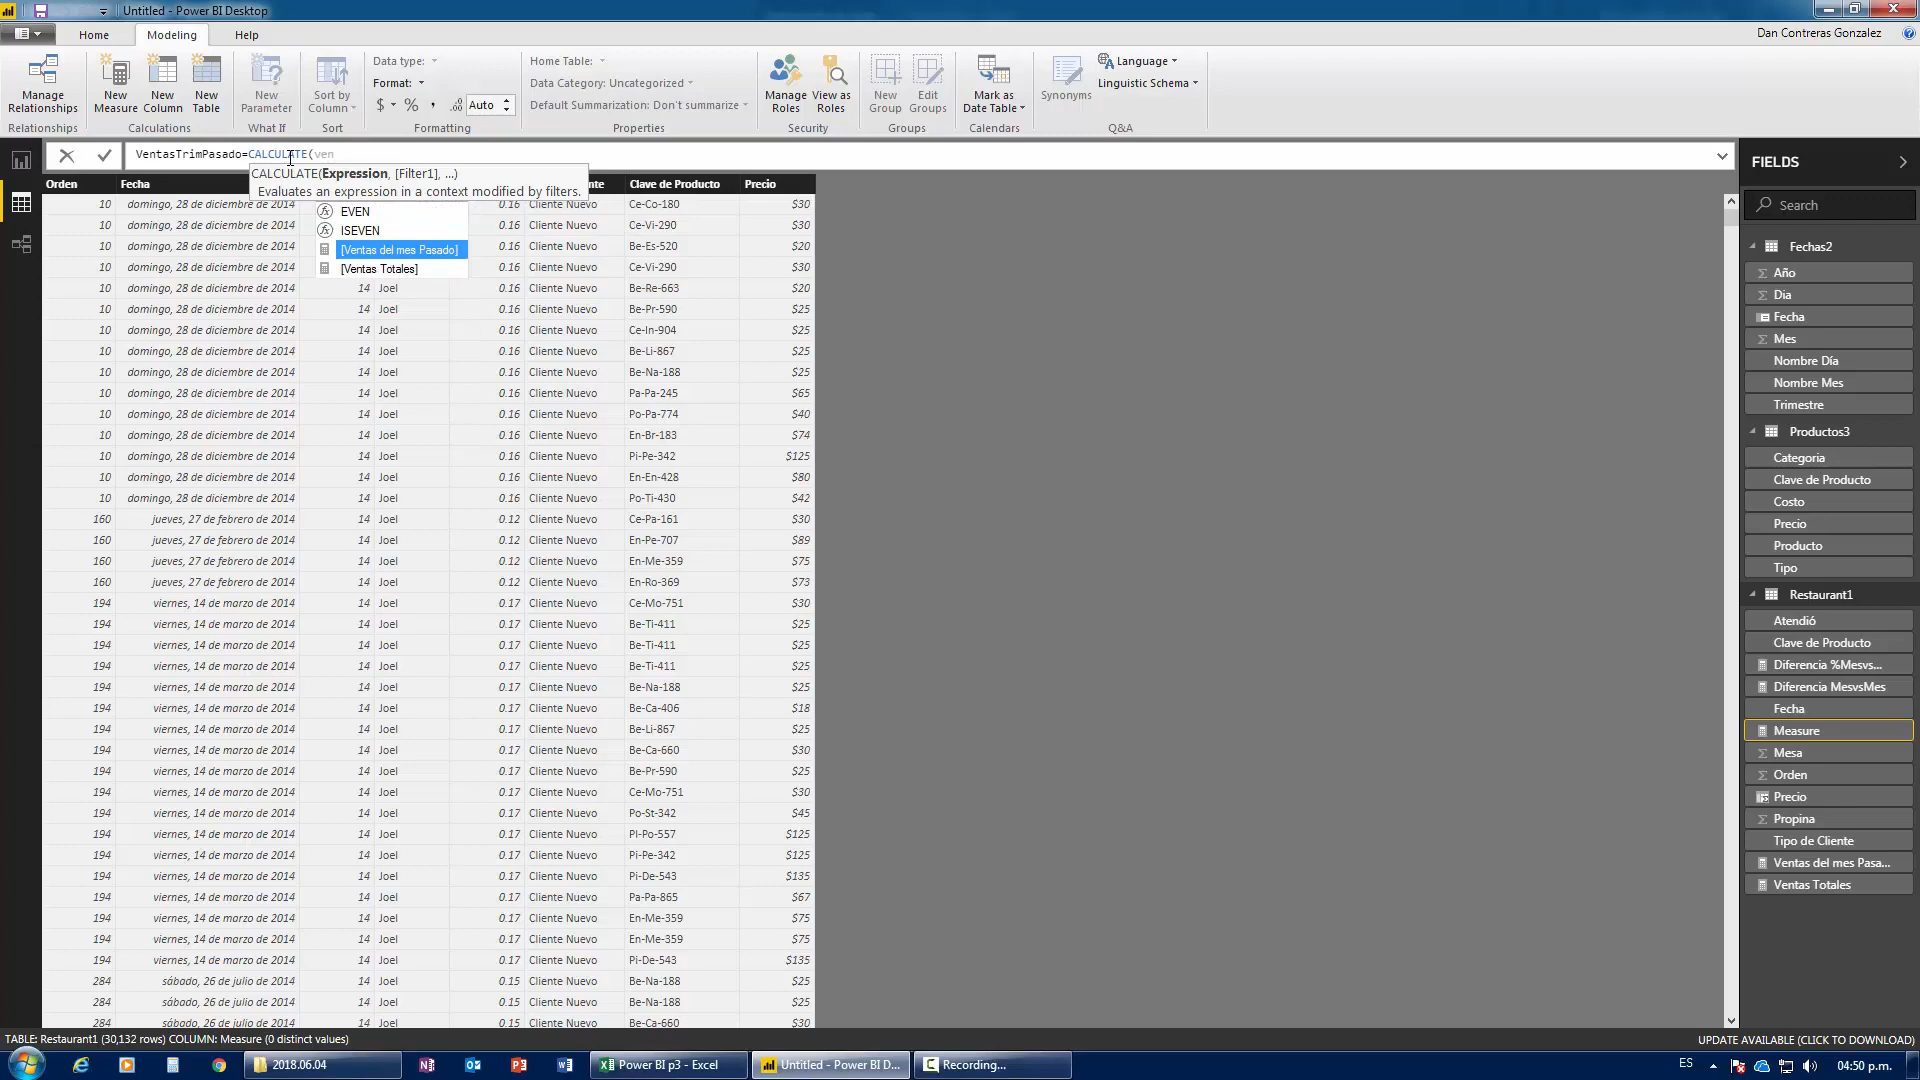 Untitled - Power BI Desktop
Home
Modeling
Help
Dan Contreras Gonzalez
Manage Relationships
New Measure
New Column
New Table
New Parameter
Sort by Column
Data type:
Format:
$ % , Auto
Home Table:
Data Category: Uncategorized
Default Summarization: Don't summarize
Manage Roles
View as Roles
New Group
Edit Groups
Mark as Date Table
Synonyms
Language
Linguistic Schema
Relationships
Calculations
What If
Sort
Formatting
Properties
Security
Groups
Calendars
Q&A
VentasTrimPasado=CALCULATE(ven
CALCULATE(Expression, [Filter1], ...)
Evaluates an expression in a context modified by filters.
EVEN
ISEVEN
[Ventas del mes Pasado]
[Ventas Totales]
Orden Fecha nte Clave de Producto Precio
10 domingo, 28 de diciembre de 2014 0.16 Cliente Nuevo Ce-Co-180 $30
10 domingo, 28 de diciembre de 2014 0.16 Cliente Nuevo Ce-Vi-290 $30
10 domingo, 28 de diciembre de 2014 0.16 Cliente Nuevo Be-Es-520 $20
10 domingo, 28 de diciembre de 2014 0.16 Cliente Nuevo Ce-Vi-290 $30
10 domingo, 28 de diciembre de 2014 14 Joel 0.16 Cliente Nuevo Be-Re-663 $20
10 domingo, 28 de diciembre de 2014 14 Joel 0.16 Cliente Nuevo Be-Pr-590 $25
10 domingo, 28 de diciembre de 2014 14 Joel 0.16 Cliente Nuevo Ce-In-904 $25
10 domingo, 28 de diciembre de 2014 14 Joel 0.16 Cliente Nuevo Be-Li-867 $25
10 domingo, 28 de diciembre de 2014 14 Joel 0.16 Cliente Nuevo Be-Na-188 $25
10 domingo, 28 de diciembre de 2014 14 Joel 0.16 Cliente Nuevo Pa-Pa-245 $65
10 domingo, 28 de diciembre de 2014 14 Joel 0.16 Cliente Nuevo Po-Pa-774 $40
10 domingo, 28 de diciembre de 2014 14 Joel 0.16 Cliente Nuevo En-Br-183 $74
10 domingo, 28 de diciembre de 2014 14 Joel 0.16 Cliente Nuevo Pi-Pe-342 $125
10 domingo, 28 de diciembre de 2014 14 Joel 0.16 Cliente Nuevo En-En-428 $80
10 domingo, 28 de diciembre de 2014 14 Joel 0.16 Cliente Nuevo Po-Ti-430 $42
160 jueves, 27 de febrero de 2014 14 Joel 0.12 Cliente Nuevo Ce-Pa-161 $30
160 jueves, 27 de febrero de 2014 14 Joel 0.12 Cliente Nuevo En-Pe-707 $89
160 jueves, 27 de febrero de 2014 14 Joel 0.12 Cliente Nuevo En-Me-359 $75
160 jueves, 27 de febrero de 2014 14 Joel 0.12 Cliente Nuevo En-Ro-369 $73
194 viernes, 14 de marzo de 2014 14 Joel 0.17 Cliente Nuevo Ce-Mo-751 $30
194 viernes, 14 de marzo de 2014 14 Joel 0.17 Cliente Nuevo Be-Ti-411 $25
194 viernes, 14 de marzo de 2014 14 Joel 0.17 Cliente Nuevo Be-Ti-411 $25
194 viernes, 14 de marzo de 2014 14 Joel 0.17 Cliente Nuevo Be-Ti-411 $25
194 viernes, 14 de marzo de 2014 14 Joel 0.17 Cliente Nuevo Be-Na-188 $25
194 viernes, 14 de marzo de 2014 14 Joel 0.17 Cliente Nuevo Be-Ca-406 $18
194 viernes, 14 de marzo de 2014 14 Joel 0.17 Cliente Nuevo Be-Li-867 $25
194 viernes, 14 de marzo de 2014 14 Joel 0.17 Cliente Nuevo Be-Ca-660 $30
194 viernes, 14 de marzo de 2014 14 Joel 0.17 Cliente Nuevo Be-Pr-590 $25
194 viernes, 14 de marzo de 2014 14 Joel 0.17 Cliente Nuevo Ce-Mo-751 $30
194 viernes, 14 de marzo de 2014 14 Joel 0.17 Cliente Nuevo Po-St-342 $45
194 viernes, 14 de marzo de 2014 14 Joel 0.17 Cliente Nuevo Pl-Po-557 $125
194 viernes, 14 de marzo de 2014 14 Joel 0.17 Cliente Nuevo Pi-Pe-342 $125
194 viernes, 14 de marzo de 2014 14 Joel 0.17 Cliente Nuevo Pi-De-543 $135
194 viernes, 14 de marzo de 2014 14 Joel 0.17 Cliente Nuevo Pa-Pa-865 $67
194 viernes, 14 de marzo de 2014 14 Joel 0.17 Cliente Nuevo En-Me-359 $75
194 viernes, 14 de marzo de 2014 14 Joel 0.17 Cliente Nuevo En-Me-359 $75
194 viernes, 14 de marzo de 2014 14 Joel 0.17 Cliente Nuevo Pi-De-543 $135
284 sábado, 26 de julio de 2014 14 Joel 0.15 Cliente Nuevo Be-Na-188 $25
284 sábado, 26 de julio de 2014 14 Joel 0.15 Cliente Nuevo Be-Na-188 $25
284 sábado, 26 de julio de 2014 14 Joel 0.15 Cliente Nuevo Be-Ca-660 $30
FIELDS
Search
Fechas2
Año
Dia
Fecha
Mes
Nombre Día
Nombre Mes
Trimestre
Productos3
Categoria
Clave de Producto
Costo
Precio
Producto
Tipo
Restaurant1
Atendió
Clave de Producto
Diferencia %Mesvs...
Diferencia MesvsMes
Fecha
Measure
Mesa
Orden
Precio
Propina
Tipo de Cliente
Ventas del mes Pasa...
Ventas Totales
TABLE: Restaurant1 (30,132 rows) COLUMN: Measure (0 distinct values)
UPDATE AVAILABLE (CLICK TO DOWNLOAD)
2018.06.04
Power BI p3 - Excel
Untitled - Power BI D...
Recording...
ES
04:50 p.m.